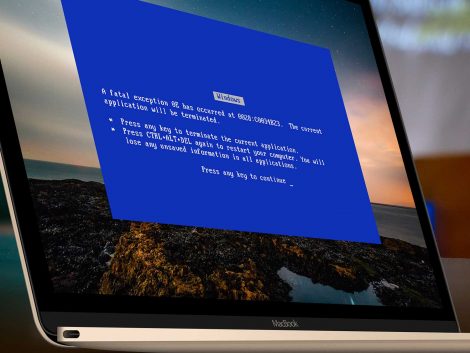 Windows
A fatal exception 0E has occurred at 0028:C0034B23. The current
application will be terminated.
* Press any key to terminate the current application.
* Press CTRL+ALT+DEL again to restart your computer. You will
lose any unsaved information in all applications.
Press any key to continue _
MacBook